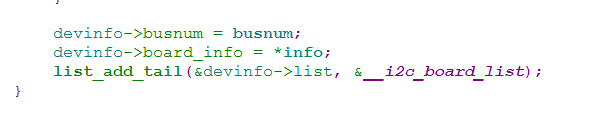 }
devinfo->busnum = busnum;
devinfo->board_info = *info;
list_add_tail(&devinfo->list, &__i2c_board_list);
}